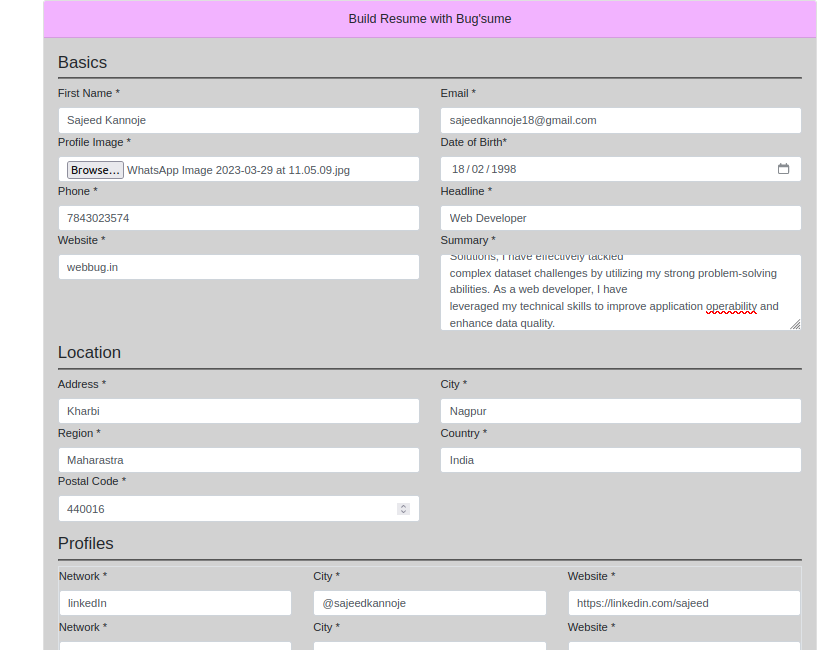 Build Resume with Bug'sume
Basics
First Name *
Email *
Sajeed Kannoje
sajeedkannoje18@gmail.com
Profile Image *
Date of Birth*
Browse... WhatsApp Image 2023-03-29 at 11.05.09.jpg
18/02/1998
Phone *
Headline *
7843023574
Web Developer
Website *
Summary *
webbug.in
Solutions, I have effectively tackled
complex dataset challenges by utilizing my strong problem-solving
abilities. As a web developer, I have
leveraged my technical skills to improve application operability and
enhance data quality.
Location
Address *
City *
Kharbi
Nagpur
Region *
Country *
Maharastra
India
Postal Code *
440016
Profiles
Network *
City *
Website *
linkedIn
@sajeedkannoje
https://linkedin.com/sajeed
Network *
City *
Website *